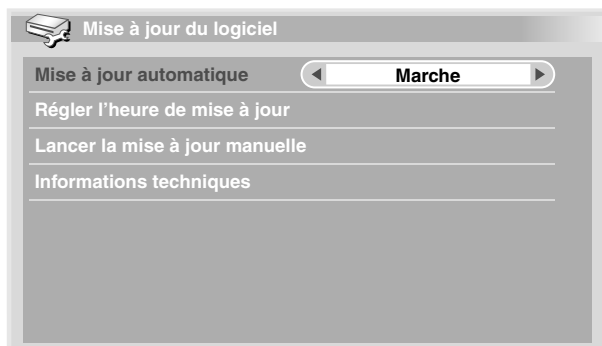 Mise à jour du logiciel
Mise à jour automatique Marche
Régler l’heure de mise à jour
Lancer la mise à jour manuelle
Informations techniques